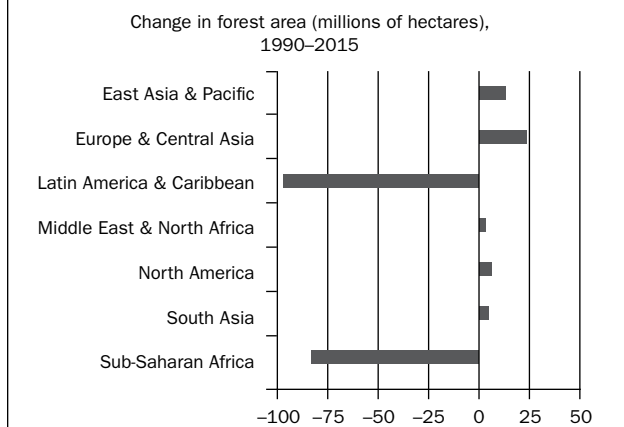 Change in forest area (millions of hectares),
1990–2015
East Asia & Pacific
Europe & Central Asia
Latin America & Caribbean
Middle East & North Africa
North America
South Asia
Sub-Saharan Africa
–100 –75 –50 –25 0 25 50